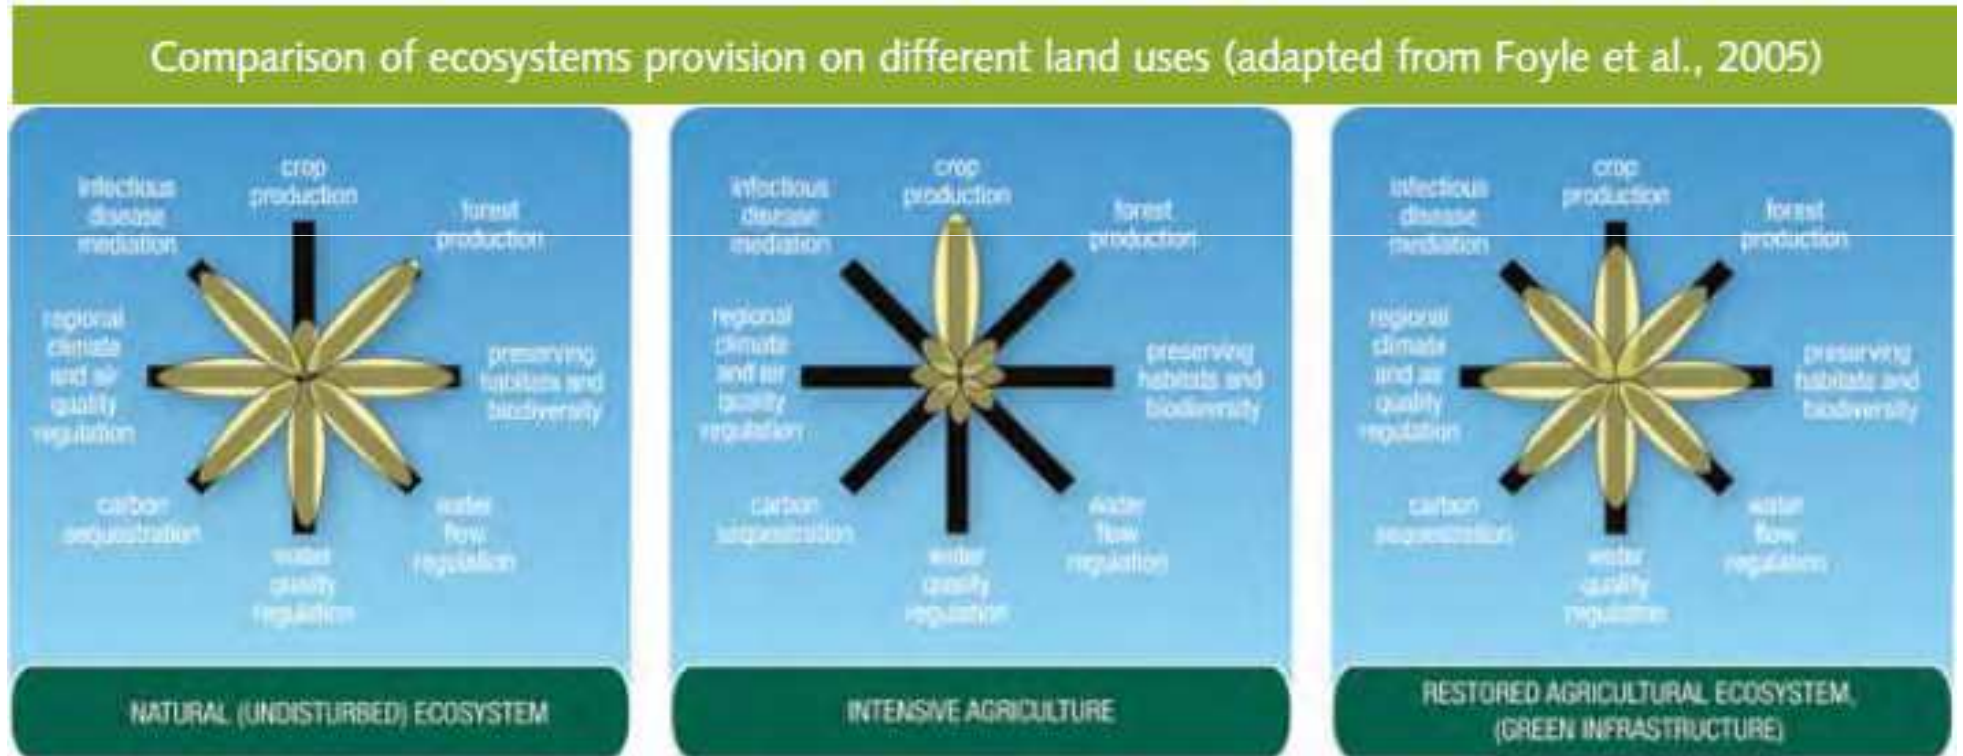 Comparison of ecosystems provision on different land uses (adapted from Foyle et al., 2005)
crop
production
infectious
disease
mediation
forest
production
regional
climate
and air
quality
regulation
preserving
habitats and
biodiversity
carbon
sequestration
water
flow
regulation
water
quality
regulation
NATURAL (UNDISTURBED) ECOSYSTEM
crop
production
infectious
disease
mediation
forest
production
regional
climate
and air
quality
regulation
preserving
habitats and
biodiversity
carbon
sequestration
water
flow
regulation
water
quality
regulation
INTENSIVE AGRICULTURE
crop
production
infectious
disease
mediation
forest
production
regional
climate
and air
quality
regulation
preserving
habitats and
biodiversity
carbon
sequestration
water
flow
regulation
water
quality
regulation
RESTORED AGRICULTURAL ECOSYSTEM,
(GREEN INFRASTRUCTURE)